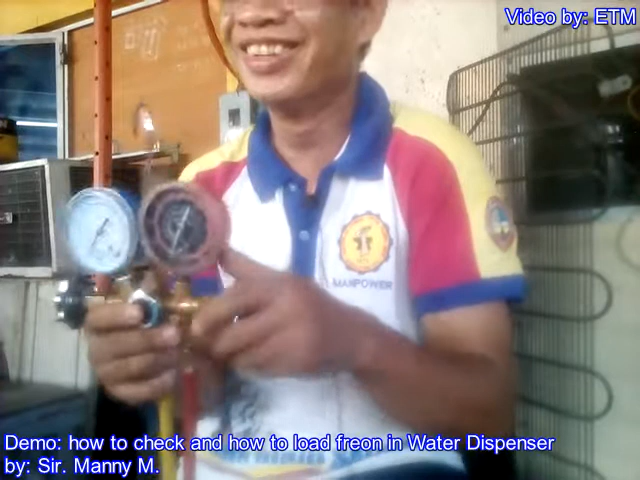 Video by: ETM
MANPOWER
Demo: how to check and how to load freon in Water Dispenser
by: Sir. Manny M.